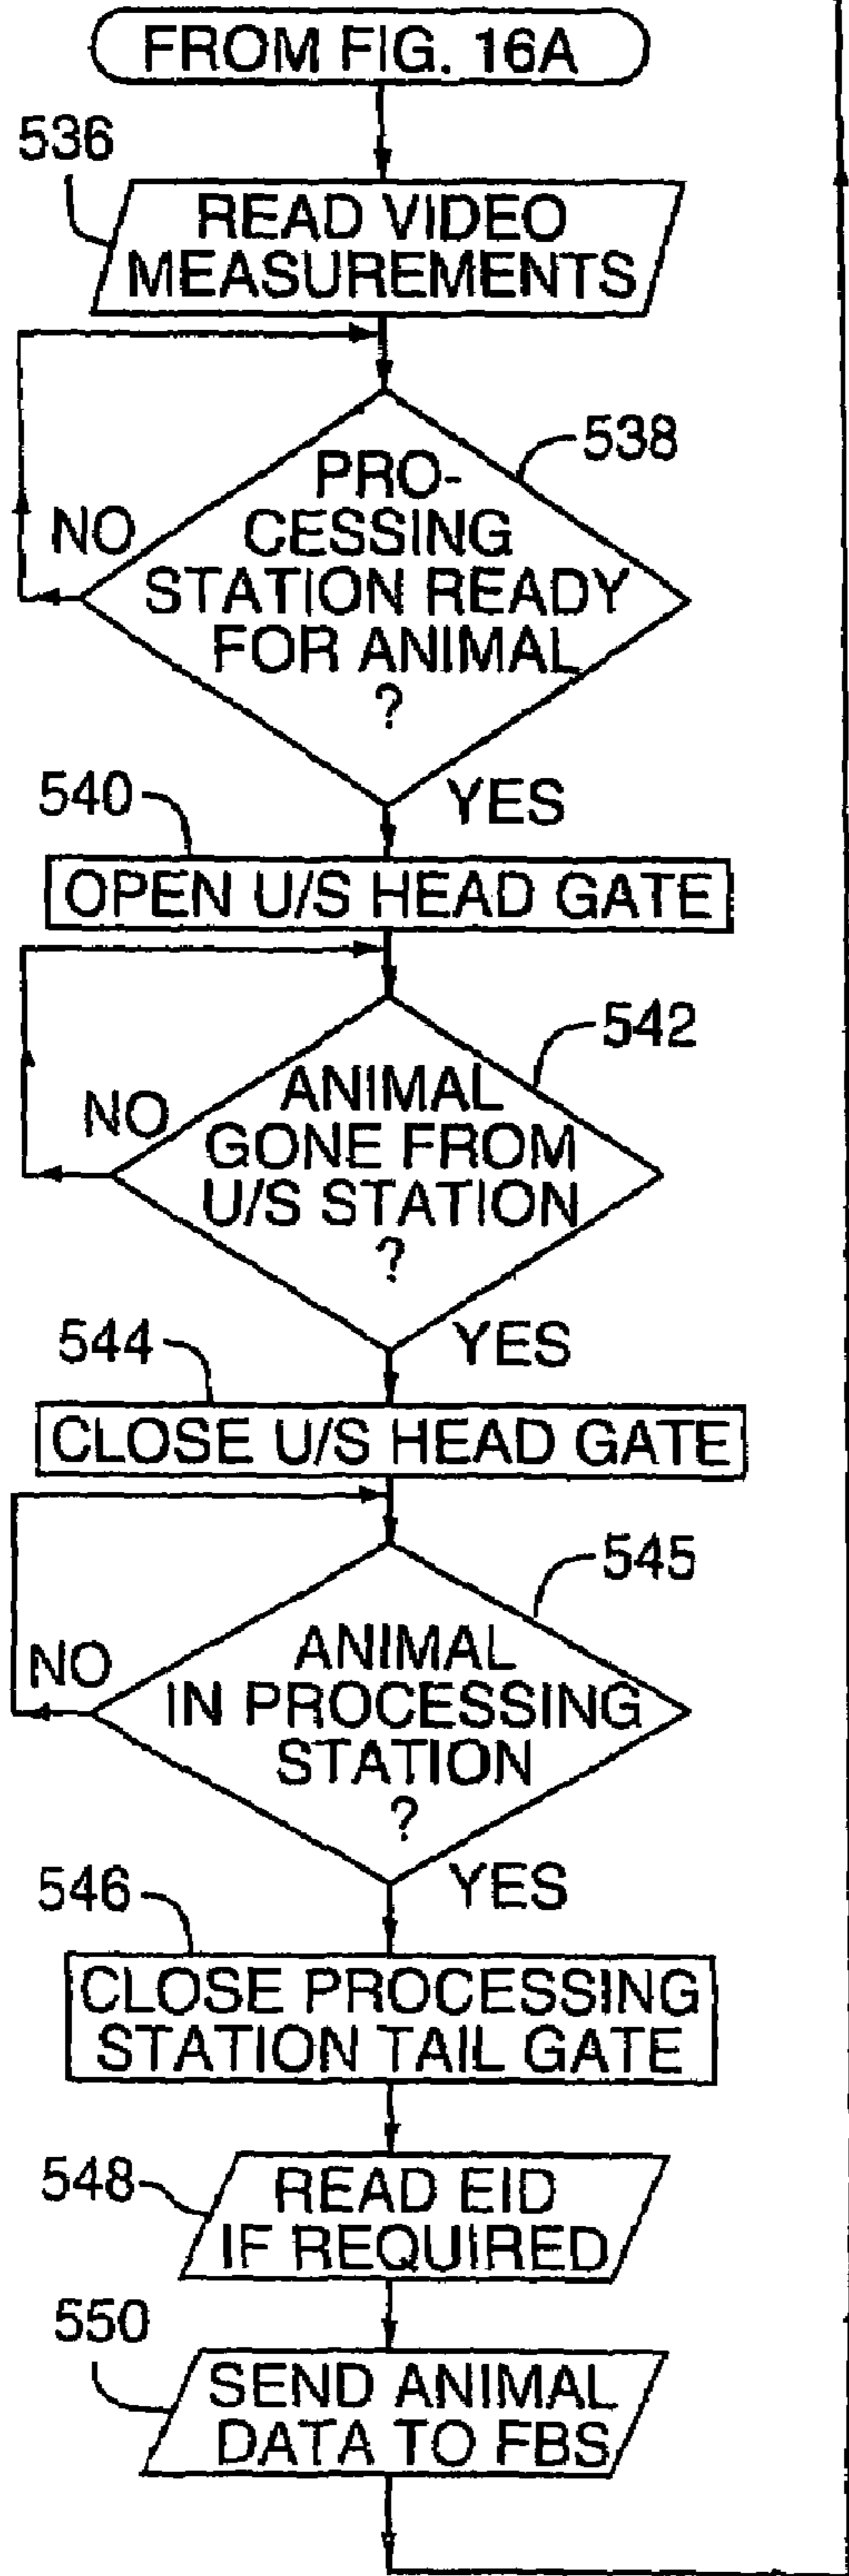 FROM FIG. 16A
536
READ VIDEO
MEASUREMENTS
538
PRO-
CESSING
STATION READY
FOR ANIMAL
?
NO
YES
540
OPEN U/S HEAD GATE
542
ANIMAL
GONE FROM
U/S STATION
?
NO
YES
544
CLOSE U/S HEAD GATE
545
ANIMAL
IN PROCESSING
STATION
?
NO
YES
546
CLOSE PROCESSING
STATION TAIL GATE
548
READ EID
IF REQUIRED
550
SEND ANIMAL
DATA TO FBS